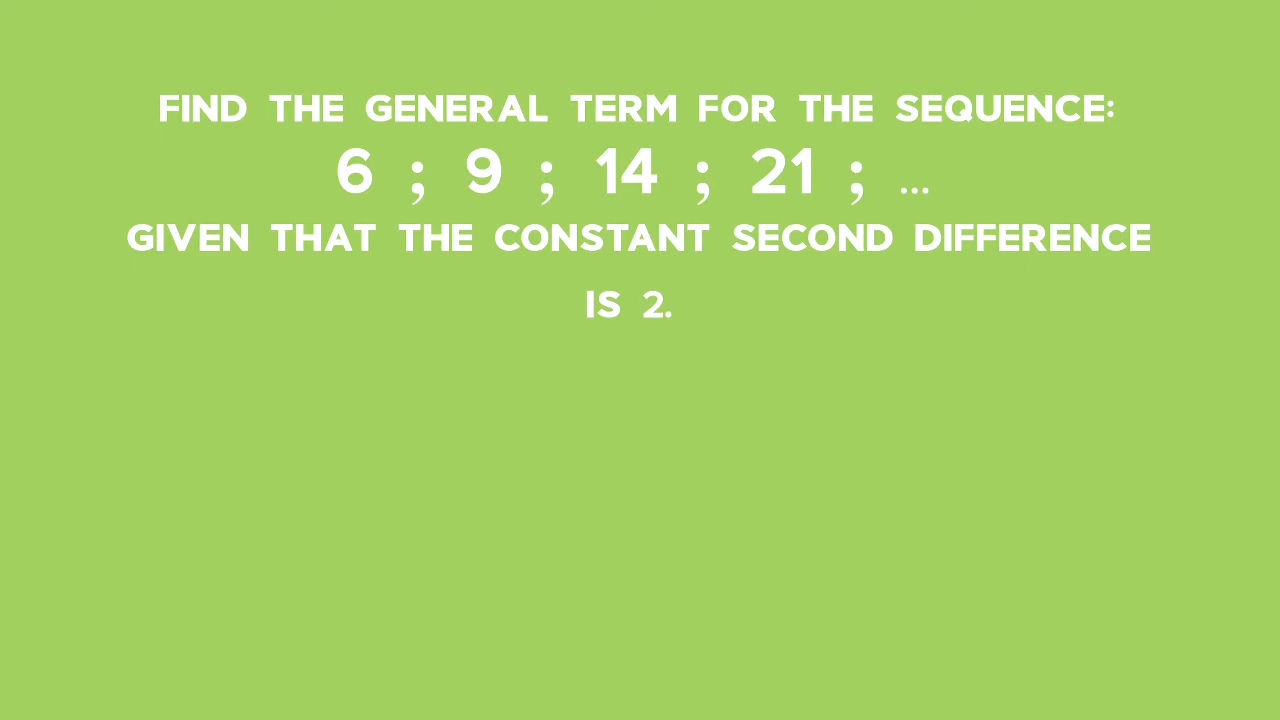 FIND THE GENERAL TERM FOR THE SEQUENCE:
6 ; 9 ; 14 ; 21 ; ...
GIVEN THAT THE CONSTANT SECOND DIFFERENCE
IS 2.